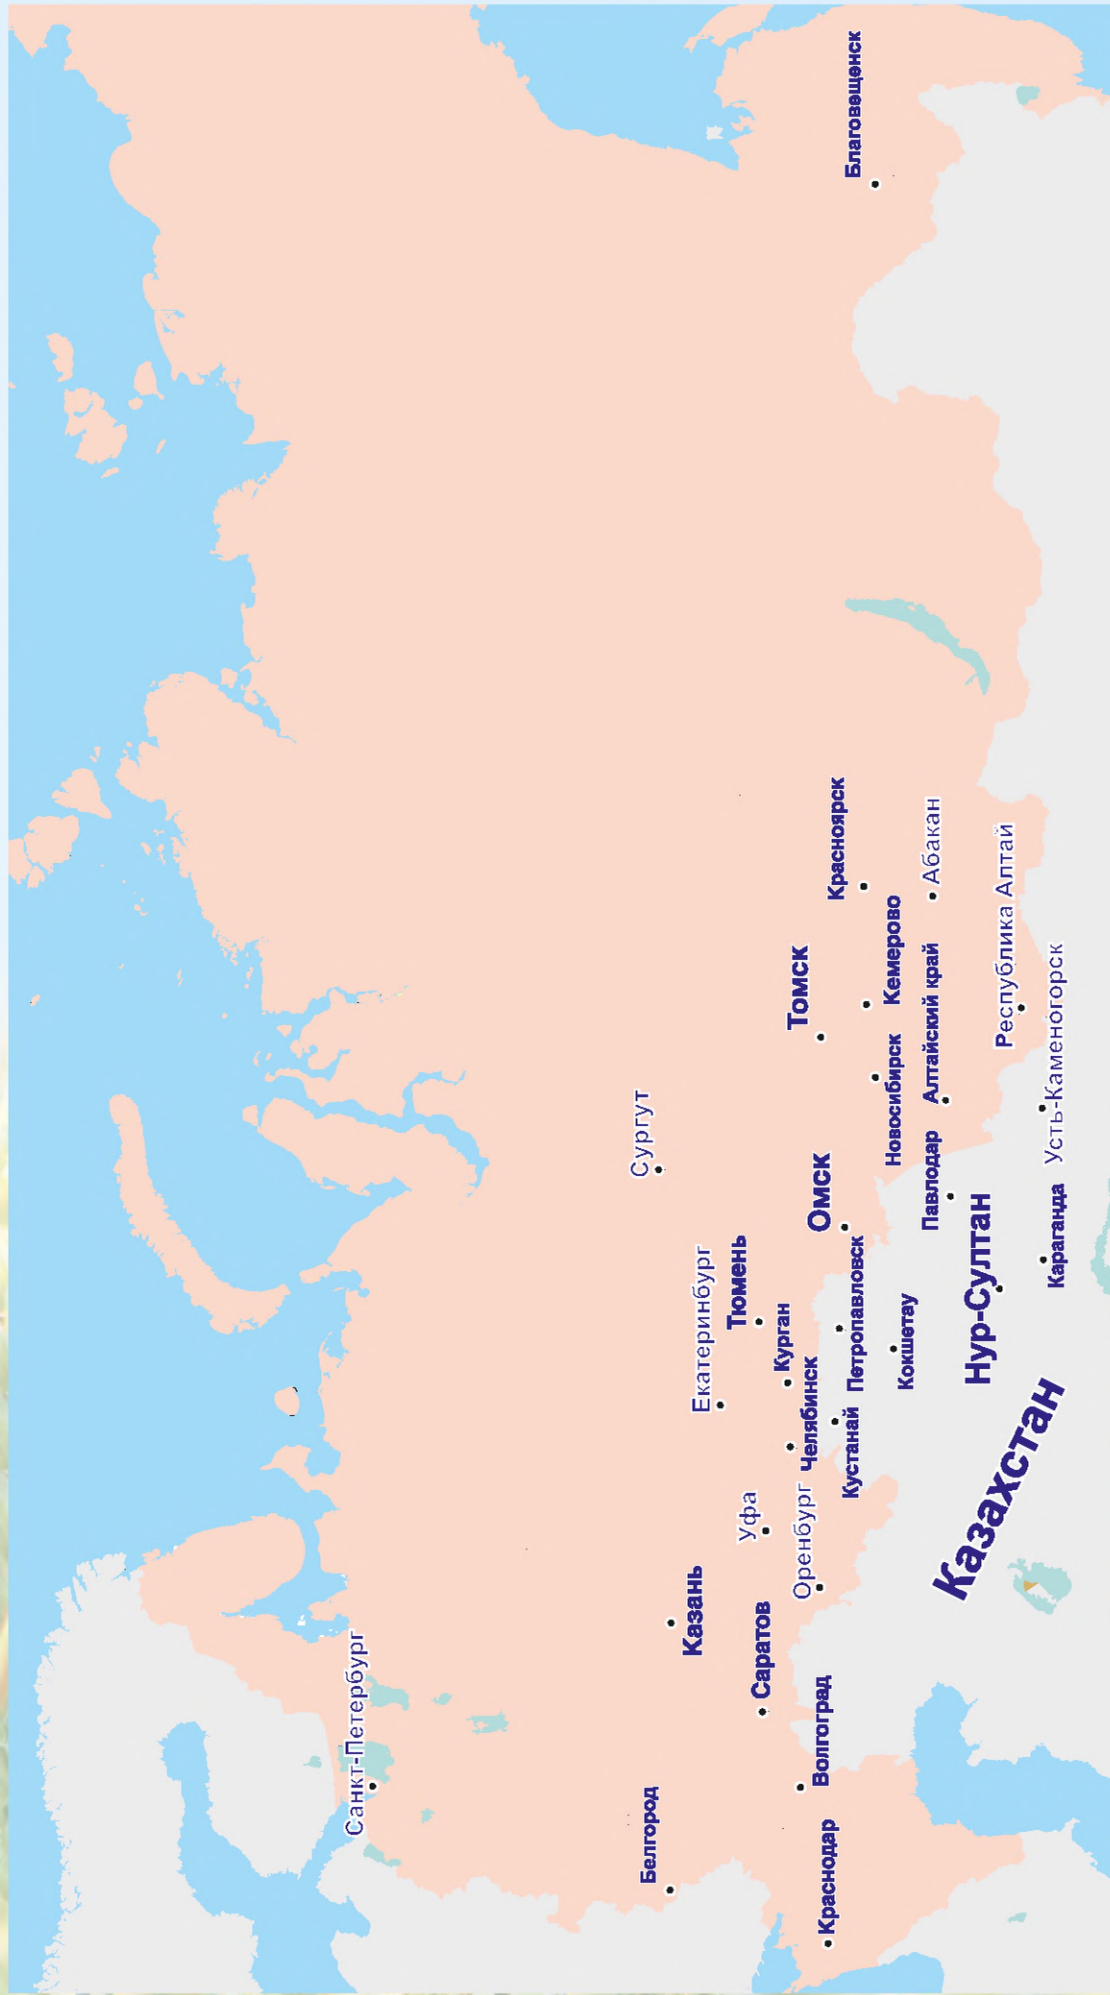 Санкт-Петербург
Сургут
Белгород
Казань
Екатеринбург
Тюмень
Уфа
Саратов
Курган
Томск
Челябинск
Оренбург
Омск
Волгоград
Краснодар
Красноярск
Благовещенск
Кустанай
Петропавловск
Кемерово
Новосибирск
Кокшетау
Абакан
Алтайский край
Павлодар
Нур-Султан
Республика Алтай
Казахстан
Усть-Каменогорск
Караганда